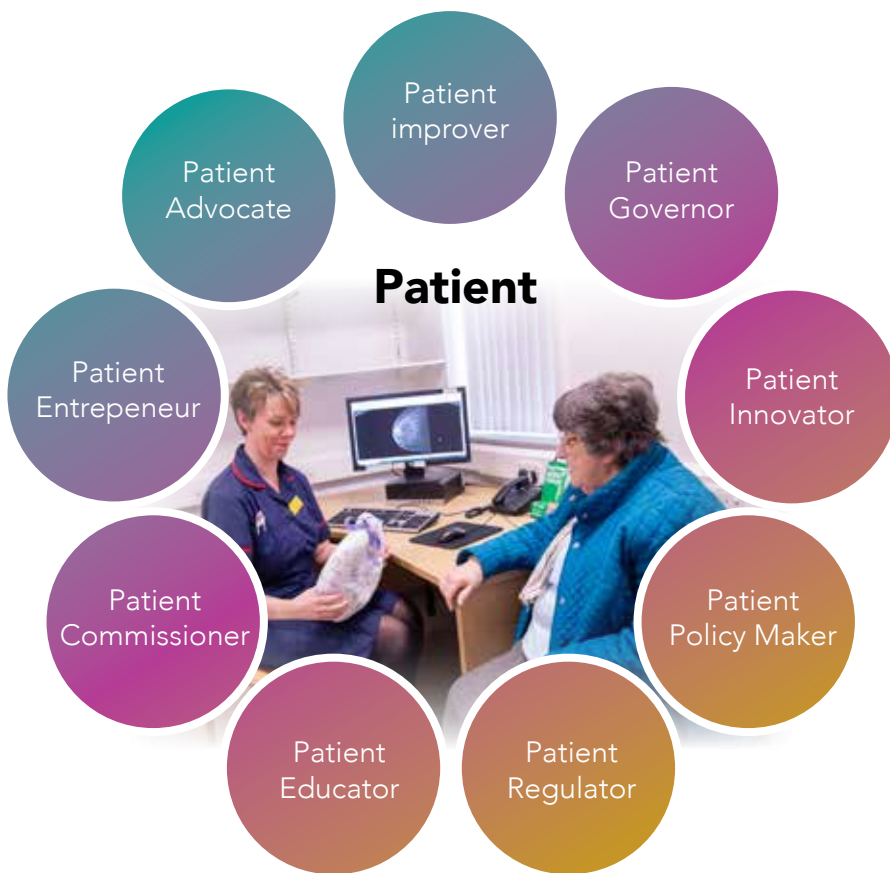 Patient
improver
Patient
Governor
Patient
Innovator
Patient
Policy Maker
Patient
Regulator
Patient
Educator
Patient
Commissioner
Patient
Entrepeneur
Patient
Advocate
Patient